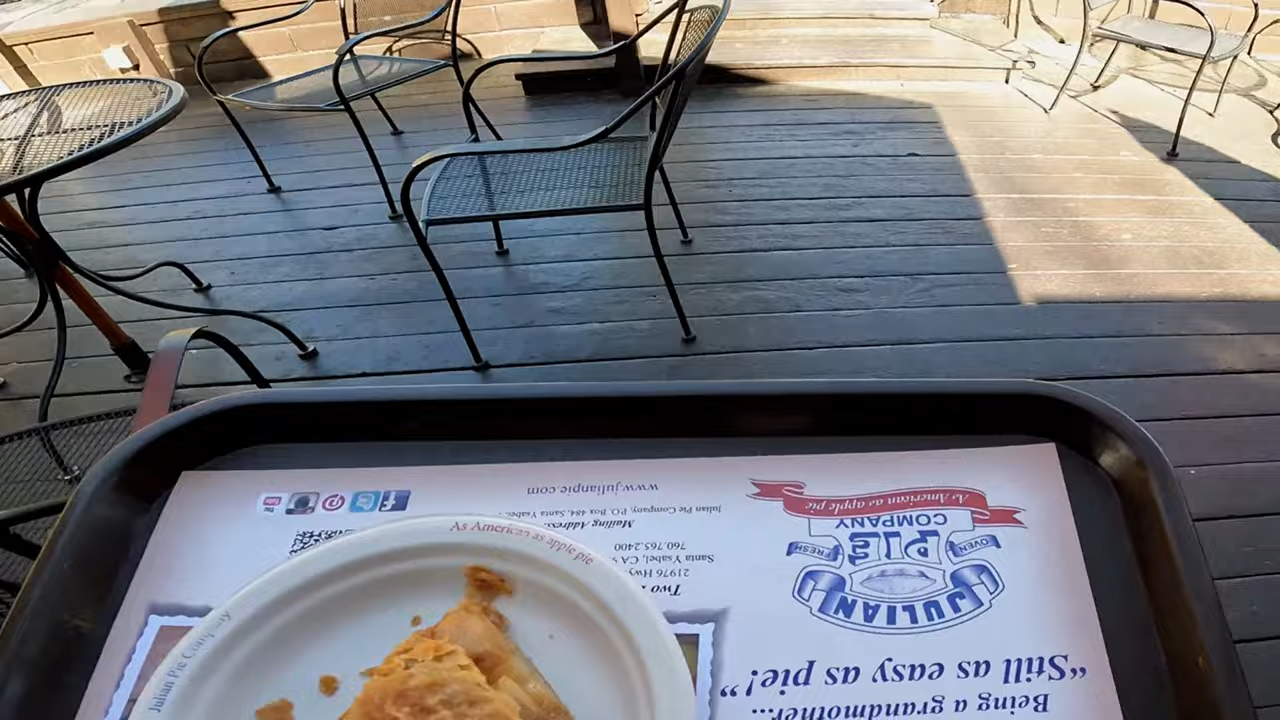 Being a grandmother...
"Still as easy as pie!"
JULIAN
PIE
OVEN
FRESH
COMPANY
As American as apple pie
Two
21976 Hwy
Santa Ysabel, CA
760.765.2400
Mailing Address
Julian Pie Company, P.O. Box 484, Santa Ysabel
www.julianpie.com
As American as apple pie
Julian Pie Company